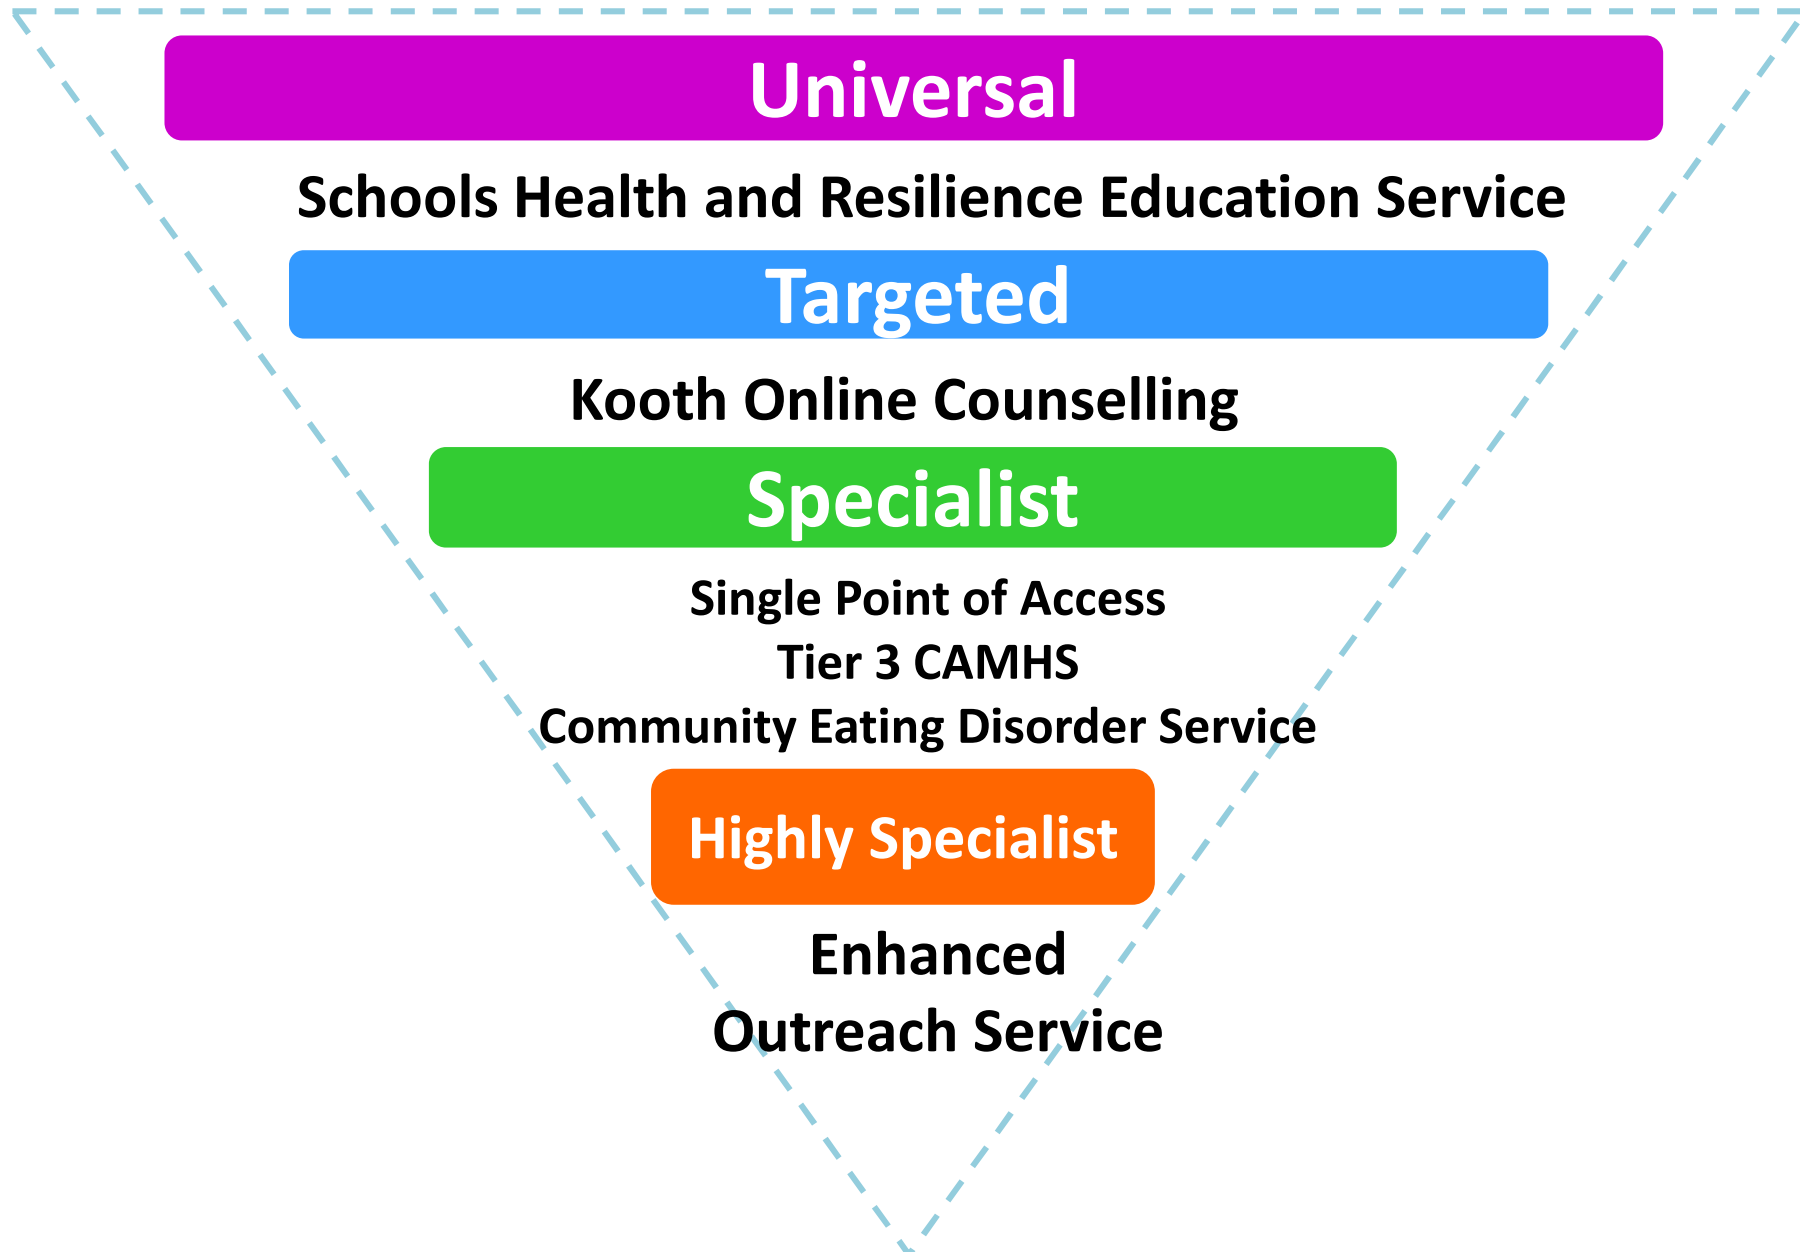 Universal
Schools Health and Resilience Education Service
Targeted
Kooth Online Counselling
Specialist
Single Point of Access
Tier 3 CAMHS
Community Eating Disorder Service
Highly Specialist
Enhanced
Outreach Service